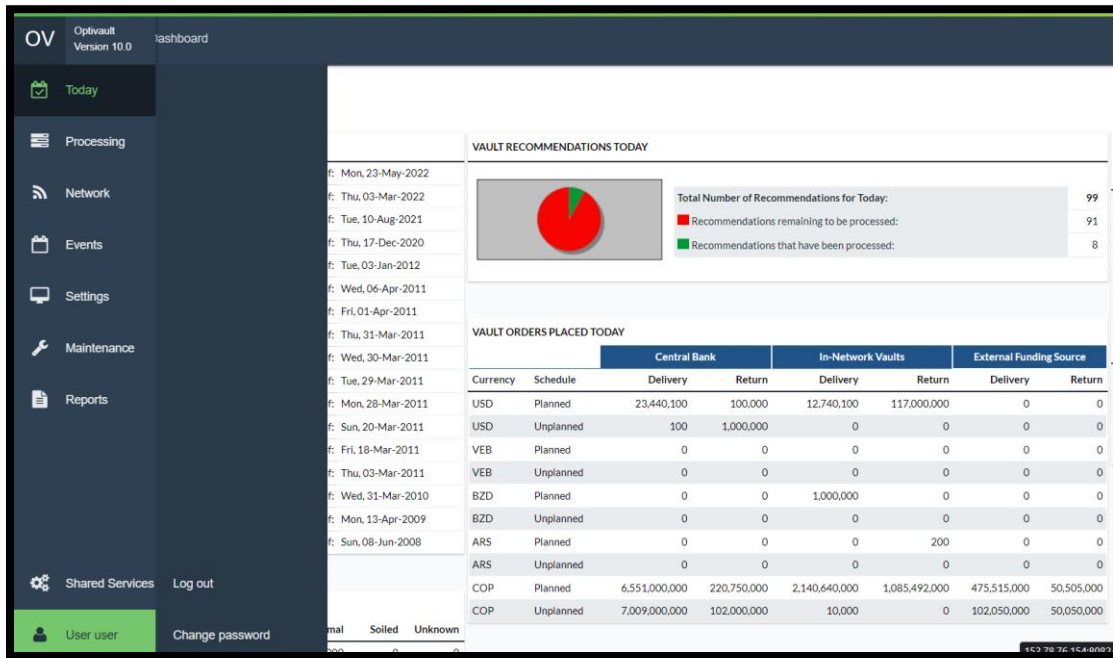 OV Optivault
Version 10.0
Dashboard
Today
Processing
Network
Events
Settings
Maintenance
Reports
Shared Services
User user
Log out
Change password
f: Mon, 23-May-2022
f: Thu, 03-Mar-2022
f: Tue, 10-Aug-2021
f: Thu, 17-Dec-2020
f: Tue, 03-Jan-2012
f: Wed, 06-Apr-2011
f: Fri, 01-Apr-2011
f: Thu, 31-Mar-2011
f: Wed, 30-Mar-2011
f: Tue, 29-Mar-2011
f: Mon, 28-Mar-2011
f: Sun, 20-Mar-2011
f: Fri, 18-Mar-2011
f: Thu, 03-Mar-2011
f: Wed, 31-Mar-2010
f: Mon, 13-Apr-2009
f: Sun, 08-Jun-2008
mal Soiled Unknown
VAULT RECOMMENDATIONS TODAY
Total Number of Recommendations for Today: 99
Recommendations remaining to be processed: 91
Recommendations that have been processed: 8
VAULT ORDERS PLACED TODAY
Central Bank In-Network Vaults External Funding Source
Currency Schedule Delivery Return Delivery Return Delivery Return
USD Planned 23,440,100 100,000 12,740,100 117,000,000 0 0
USD Unplanned 100 1,000,000 0 0 0 0
VEB Planned 0 0 0 0 0 0
VEB Unplanned 0 0 0 0 0 0
BZD Planned 0 0 1,000,000 0 0 0
BZD Unplanned 0 0 0 0 0 0
ARS Planned 0 0 0 200 0 0
ARS Unplanned 0 0 0 0 0 0
COP Planned 6,551,000,000 220,750,000 2,140,640,000 1,085,492,000 475,515,000 50,505,000
COP Unplanned 7,009,000,000 102,000,000 10,000 0 102,050,000 50,050,000
153.78.76.154:8082